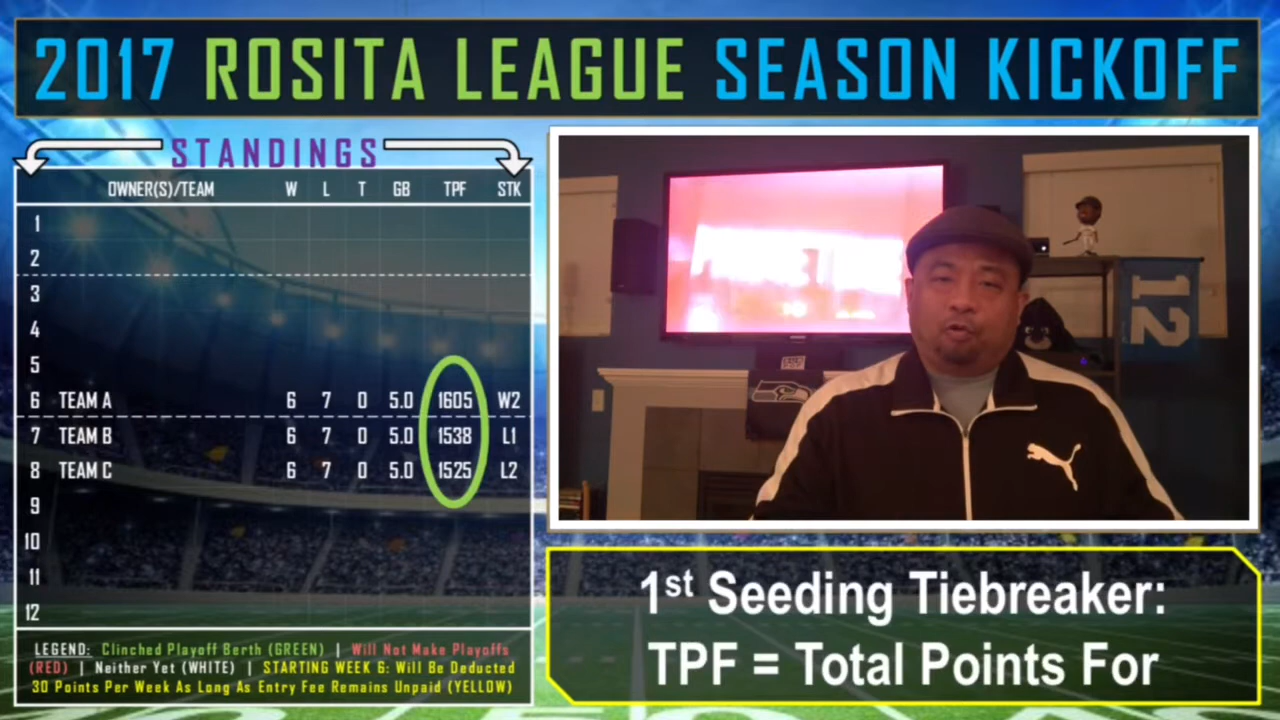 2017 ROSITA LEAGUE SEASON KICKOFF
STANDINGS
OWNER(S)/TEAM W L T GB TPF STK
1
2
3
4
5
6 TEAM A 6 7 0 5.0 1605 W2
7 TEAM B 6 7 0 5.0 1538 L1
8 TEAM C 6 7 0 5.0 1525 L2
9
10
11
12
LEGEND: Clinched Playoff Berth (GREEN) | Will Not Make Playoffs
(RED) | Neither Yet (WHITE) | STARTING WEEK 6: Will Be Deducted
30 Points Per Week As Long As Entry Fee Remains Unpaid (YELLOW)
12
1st Seeding Tiebreaker:
TPF = Total Points For